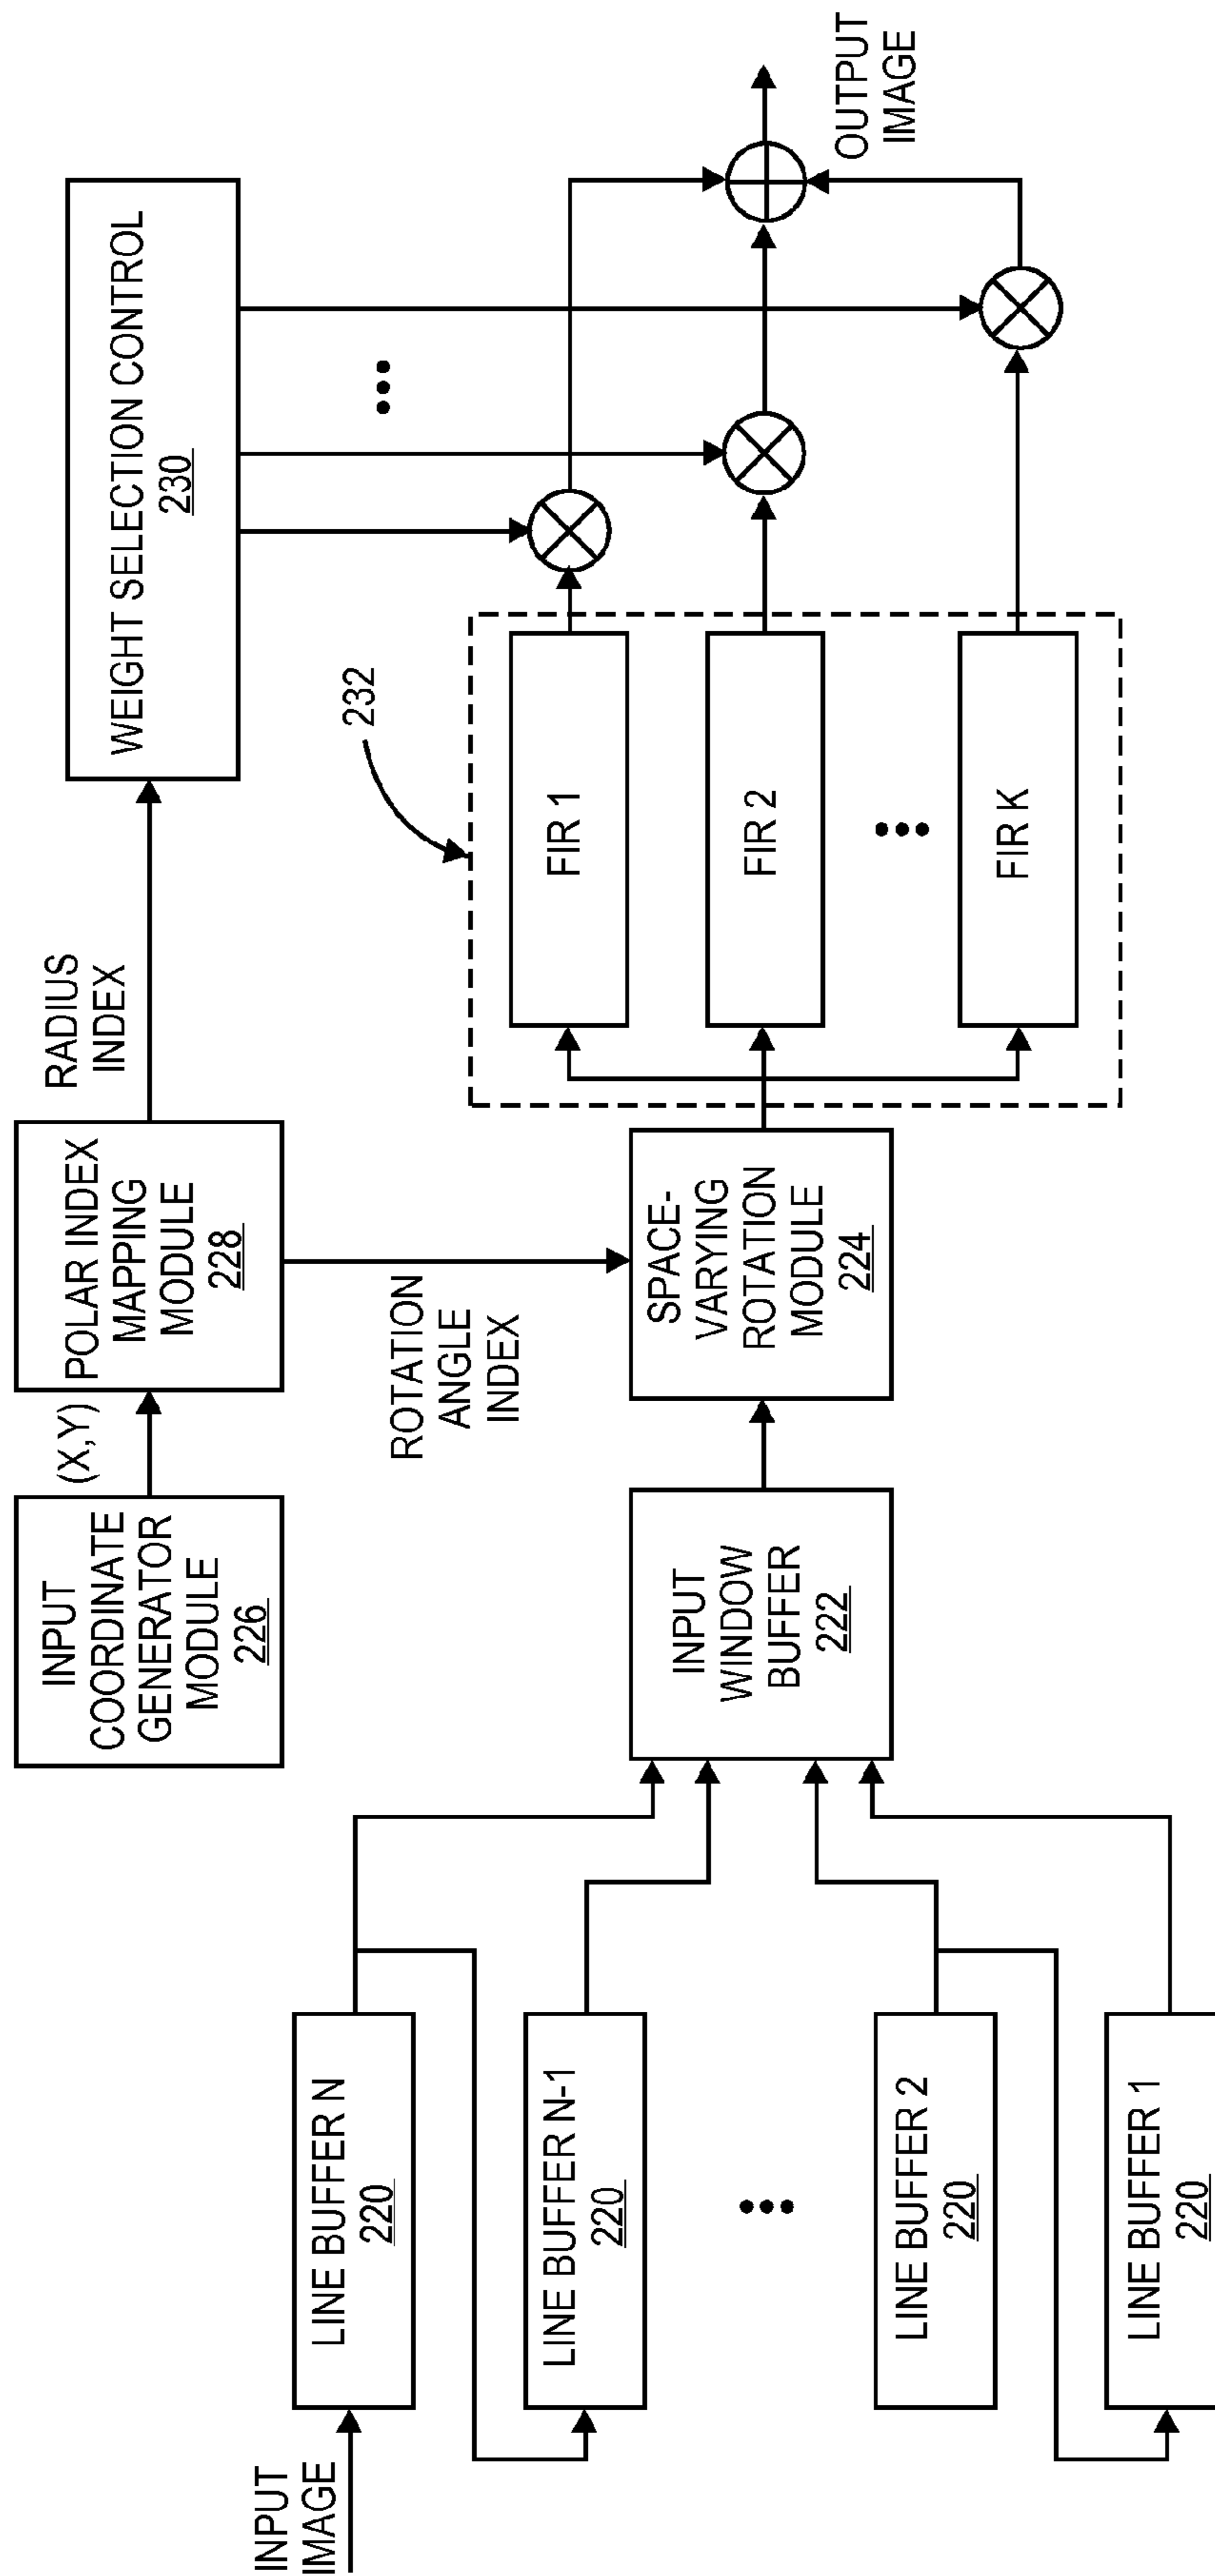 INPUT
COORDINATE
GENERATOR
MODULE
226
(X,Y)
POLAR INDEX
MAPPING
MODULE
228
RADIUS
INDEX
WEIGHT SELECTION CONTROL
230
•••
INPUT
IMAGE
LINE BUFFER N
220
LINE BUFFER N-1
220
•••
LINE BUFFER 2
220
LINE BUFFER 1
220
INPUT
WINDOW
BUFFER
222
ROTATION
ANGLE
INDEX
SPACE-
VARYING
ROTATION
MODULE
224
232
FIR 1
FIR 2
•••
FIR K
OUTPUT
IMAGE